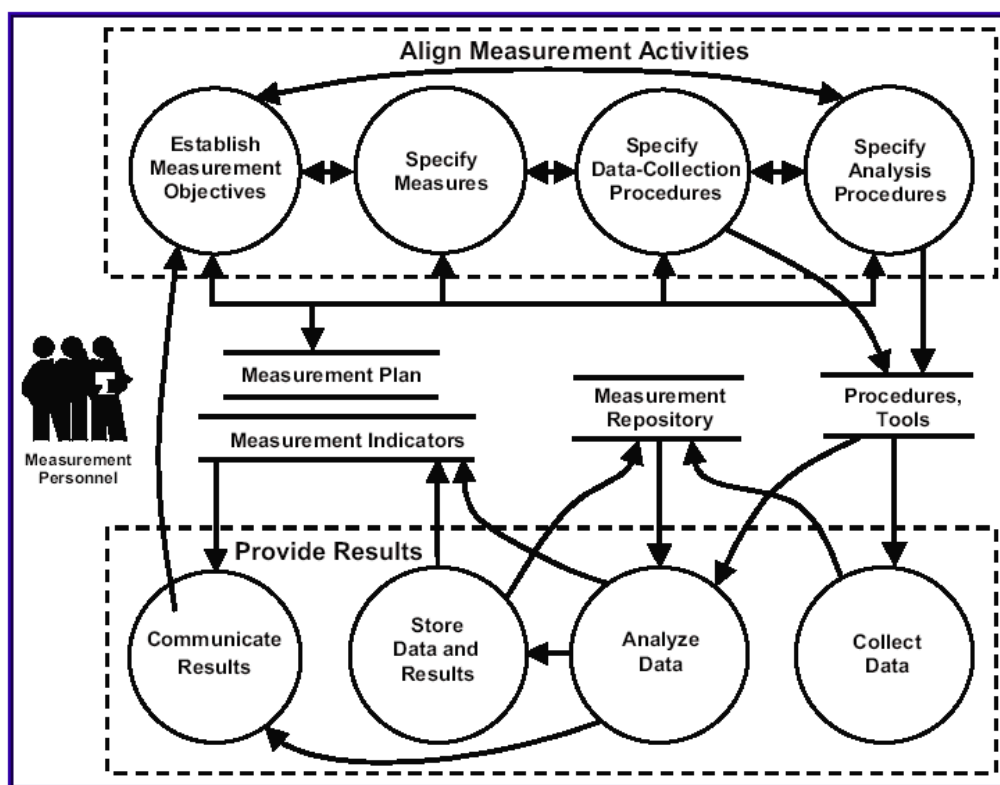 Align Measurement Activities
Establish
Measurement
Objectives
Specify
Measures
Specify
Data-Collection
Procedures
Specify
Analysis
Procedures
Measurement Plan
Measurement Indicators
Measurement
Repository
Procedures,
Tools
Measurement
Personnel
Provide Results
Communicate
Results
Store
Data and
Results
Analyze
Data
Collect
Data